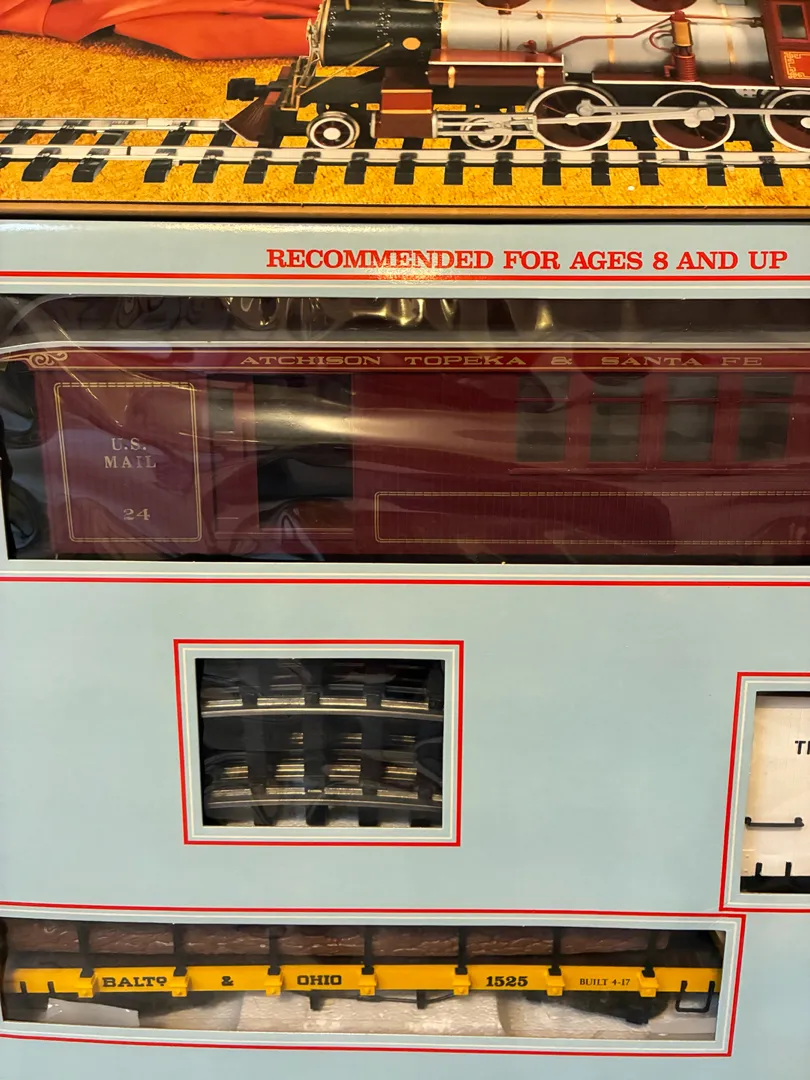 RECOMMENDED FOR AGES 8 AND UP
ATCHISON TOPEKA & SANTA FE
U.S.
MAIL
24
BALTO & OHIO 1525 BUILT 4-17